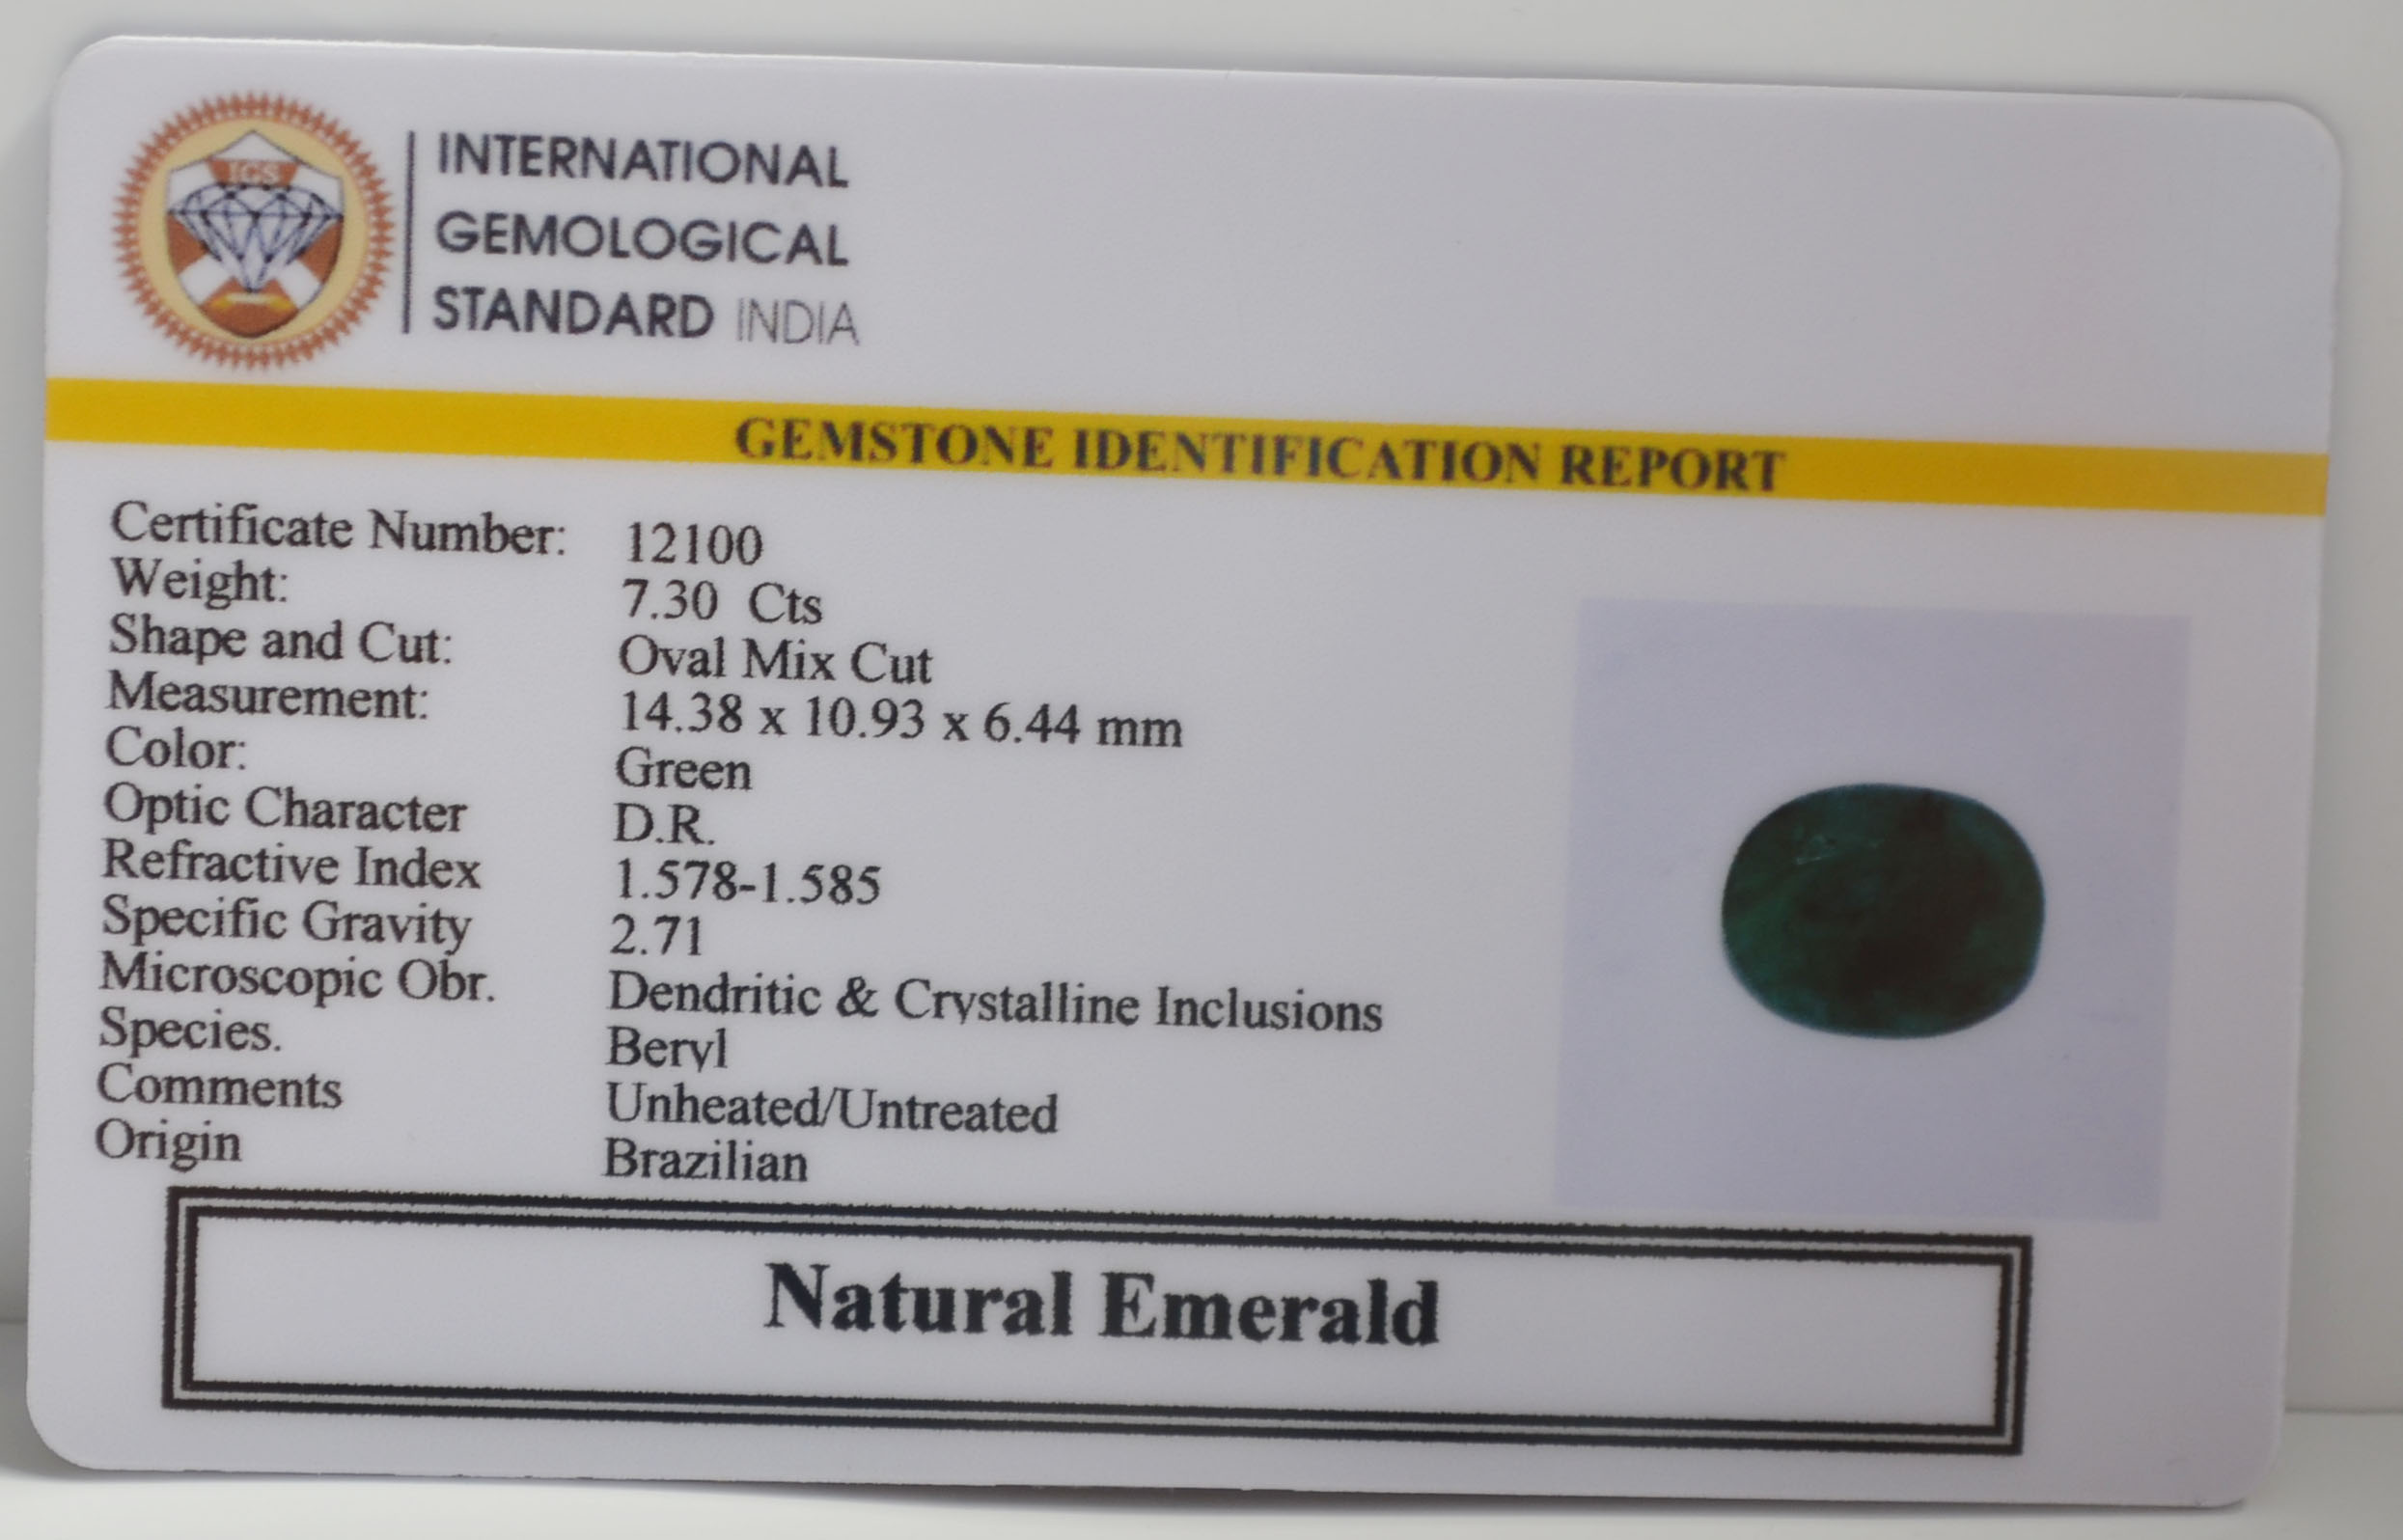 IGS
INTERNATIONAL
GEMOLOGICAL
STANDARD INDIA
GEMSTONE IDENTIFICATION REPORT
Certificate Number: 12100
Weight: 7.30 Cts
Shape and Cut: Oval Mix Cut
Measurement: 14.38 x 10.93 x 6.44 mm
Color: Green
Optic Character D.R.
Refractive Index 1.578-1.585
Specific Gravity 2.71
Microscopic Obr. Dendritic & Crystalline Inclusions
Species. Beryl
Comments Unheated/Untreated
Origin Brazilian
Natural Emerald